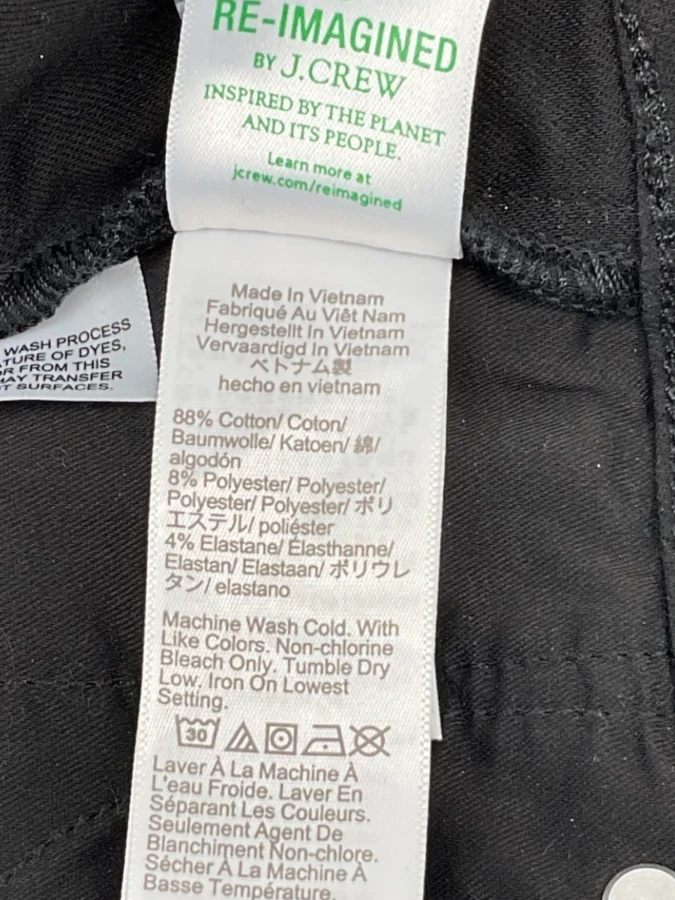 RE-IMAGINED
BY J.CREW
INSPIRED BY THE PLANET
AND ITS PEOPLE.
Learn more at
jcrew.com/reimagined
WASH PROCESS
OF DYES,
FROM THIS
TRANSFER
SURFACES.
Made In Vietnam
Fabriqué Au Viêt Nam
Hergestellt In Vietnam
Vervaardigd In Vietnam
ベトナム製
hecho en vietnam
88% Cotton/ Coton/
Baumwolle/ Katoen/ 綿/
algodón
8% Polyester/ Polyester/
Polyester/ Polyester/ ポリ
エステル/ poliéster
4% Elastane/ Élasthanne/
Elastan/ Elastaan/ ポリウレ
タン/ elastano
Machine Wash Cold. With
Like Colors. Non-chlorine
Bleach Only. Tumble Dry
Low. Iron On Lowest
Setting.
30
Laver À La Machine À
L'eau Froide. Laver En
Séparant Les Couleurs.
Seulement Agent De
Blanchiment Non-chlore.
Sécher À La Machine À
Basse Température.